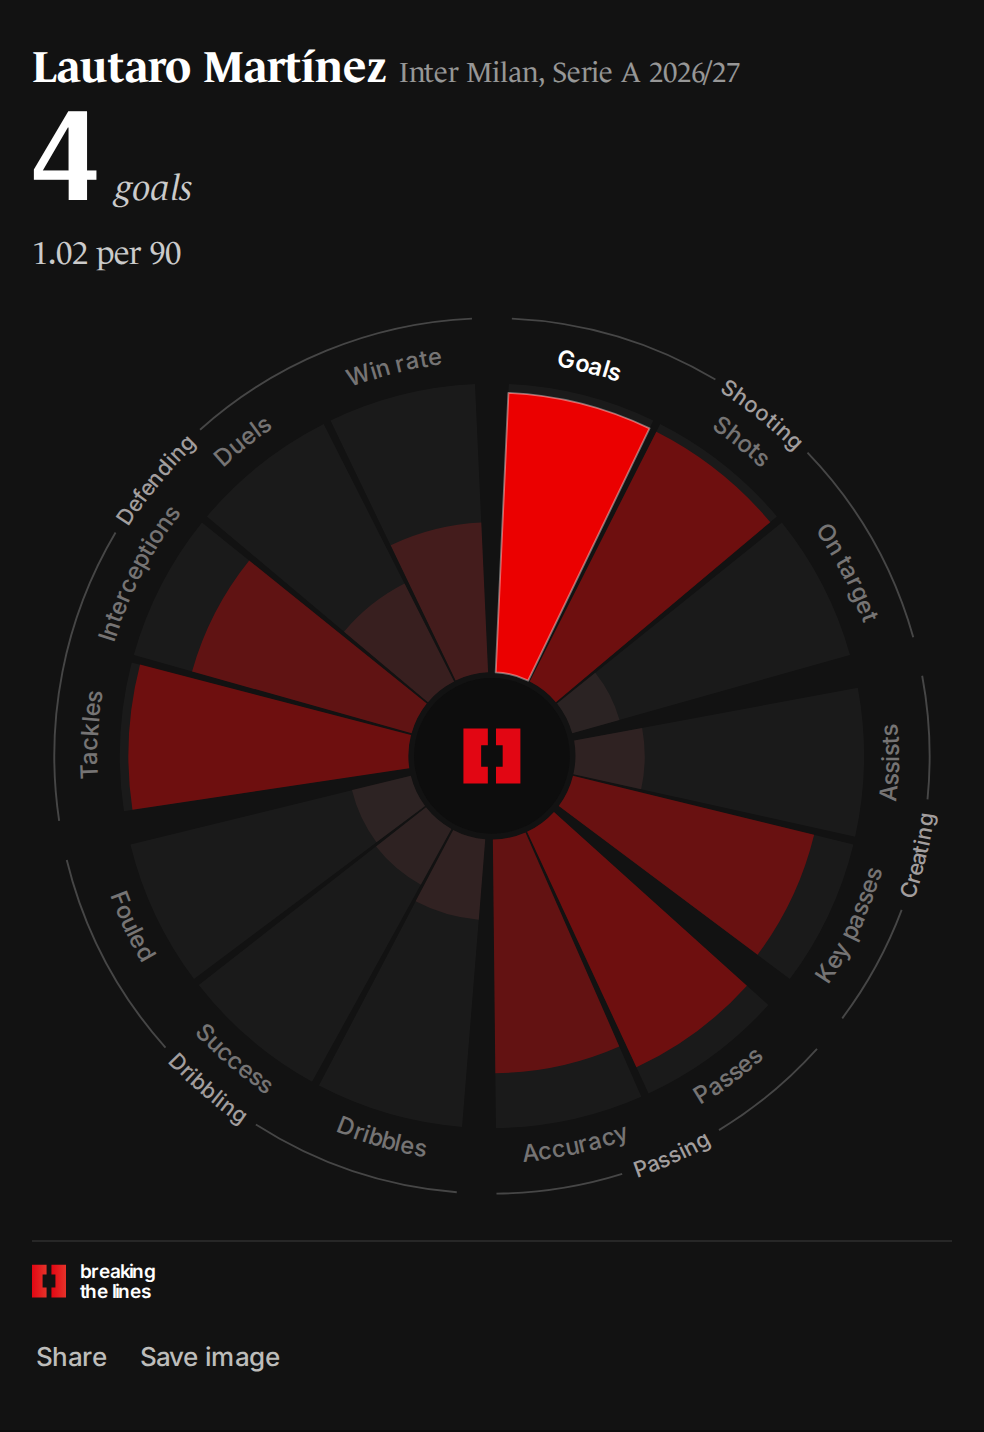 Lautaro Martínez Inter Milan, Serie A 2026/27
4 goals
1.02 per 90
Goals
Shooting
Shots
On target
Assists
Creating
Key passes
Passes
Passing
Accuracy
Dribbles
Dribbling
Success
Fouled
Tackles
Interceptions
Defending
Duels
Win rate
breaking
the lines
Share Save image